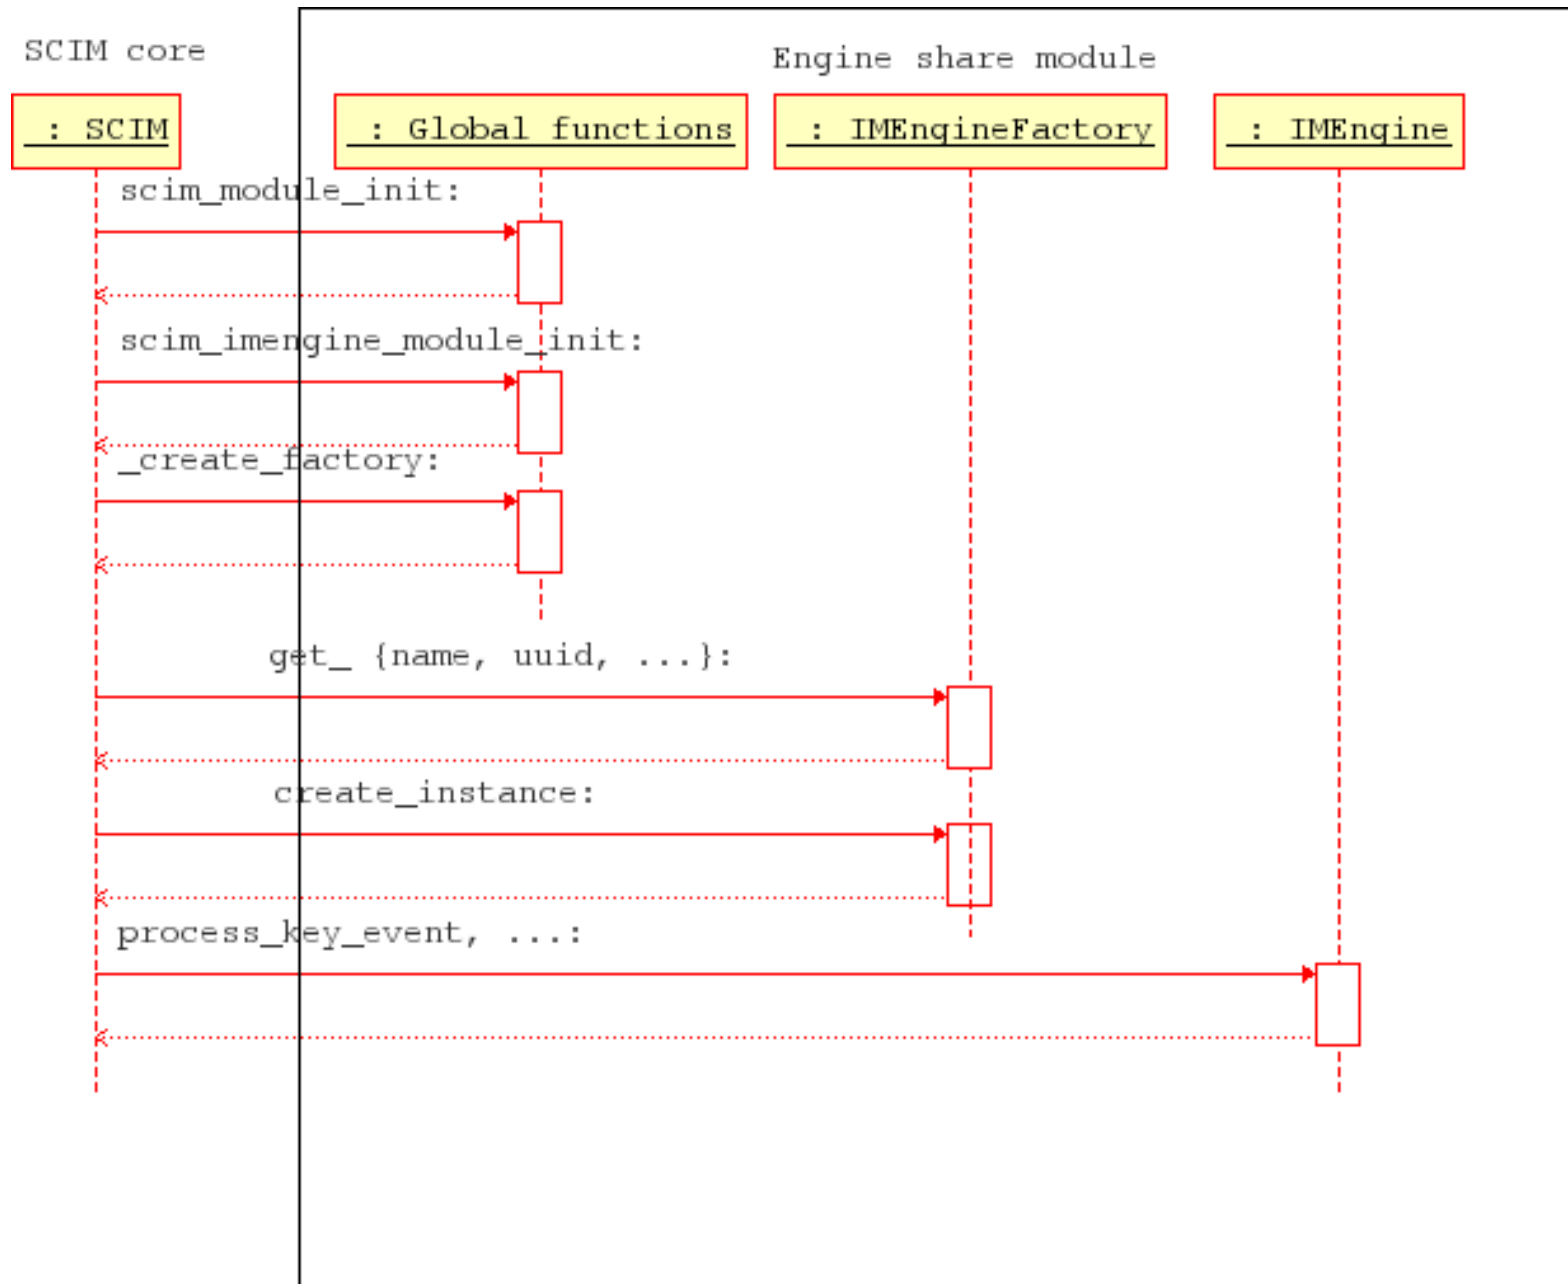 SCIM core
Engine share module
: SCIM
: Global functions
: IMEngineFactory
: IMEngine
scim_module_init:
scim_imengine_module_init:
_create_factory:
get_ {name, uuid, ...}:
create_instance:
process_key_event, ...: